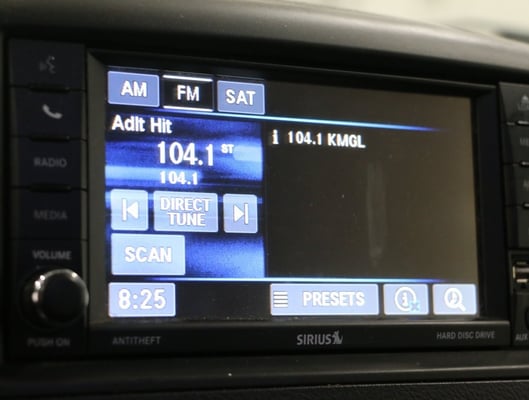 AM FM SAT
Adlt Hit
104.1 ST
104.1
i 104.1 KMGL
DIRECT
TUNE
SCAN
8:25 PRESETS
RADIO
MEDIA
VOLUME
PUSH ON
ANTITHEFT SIRIUS HARD DISC DRIVE
AUX